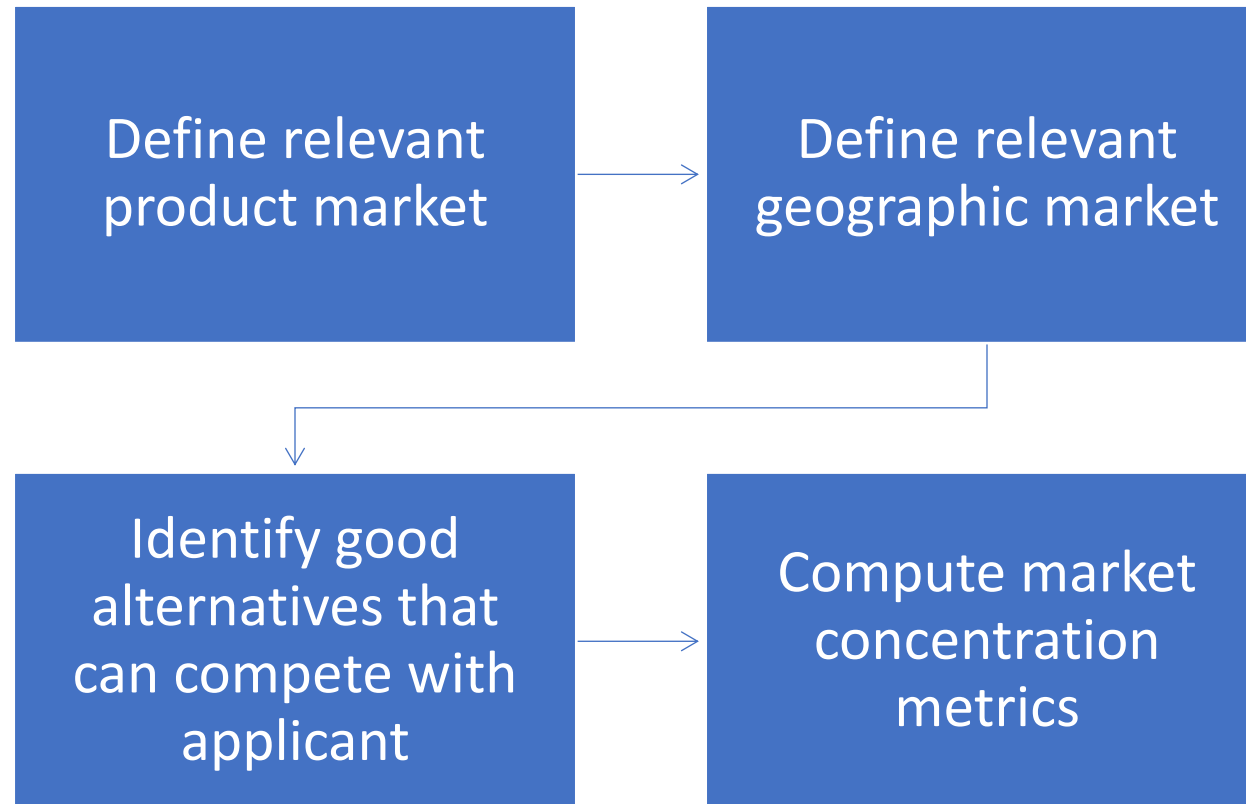 Define relevant
product market
Define relevant
geographic market
Identify good
alternatives that
can compete with
applicant
Compute market
concentration
metrics